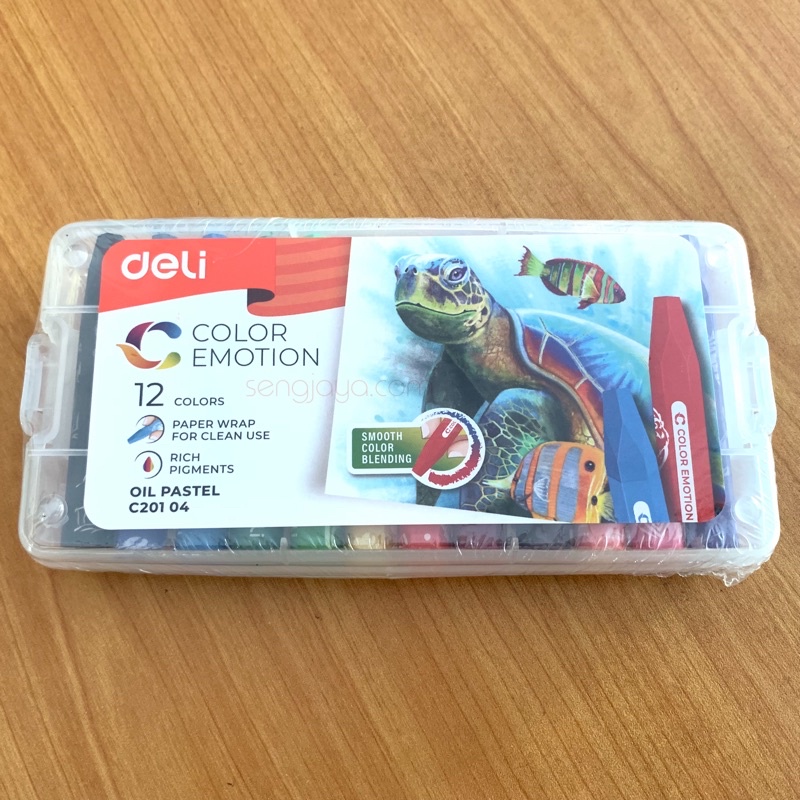 deli
COLOR
EMOTION
sengjaya.com
12 COLORS
PAPER WRAP
FOR CLEAN USE
RICH
PIGMENTS
OIL PASTEL
C201 04
SMOOTH
COLOR
BLENDING
COLOR EMOTION